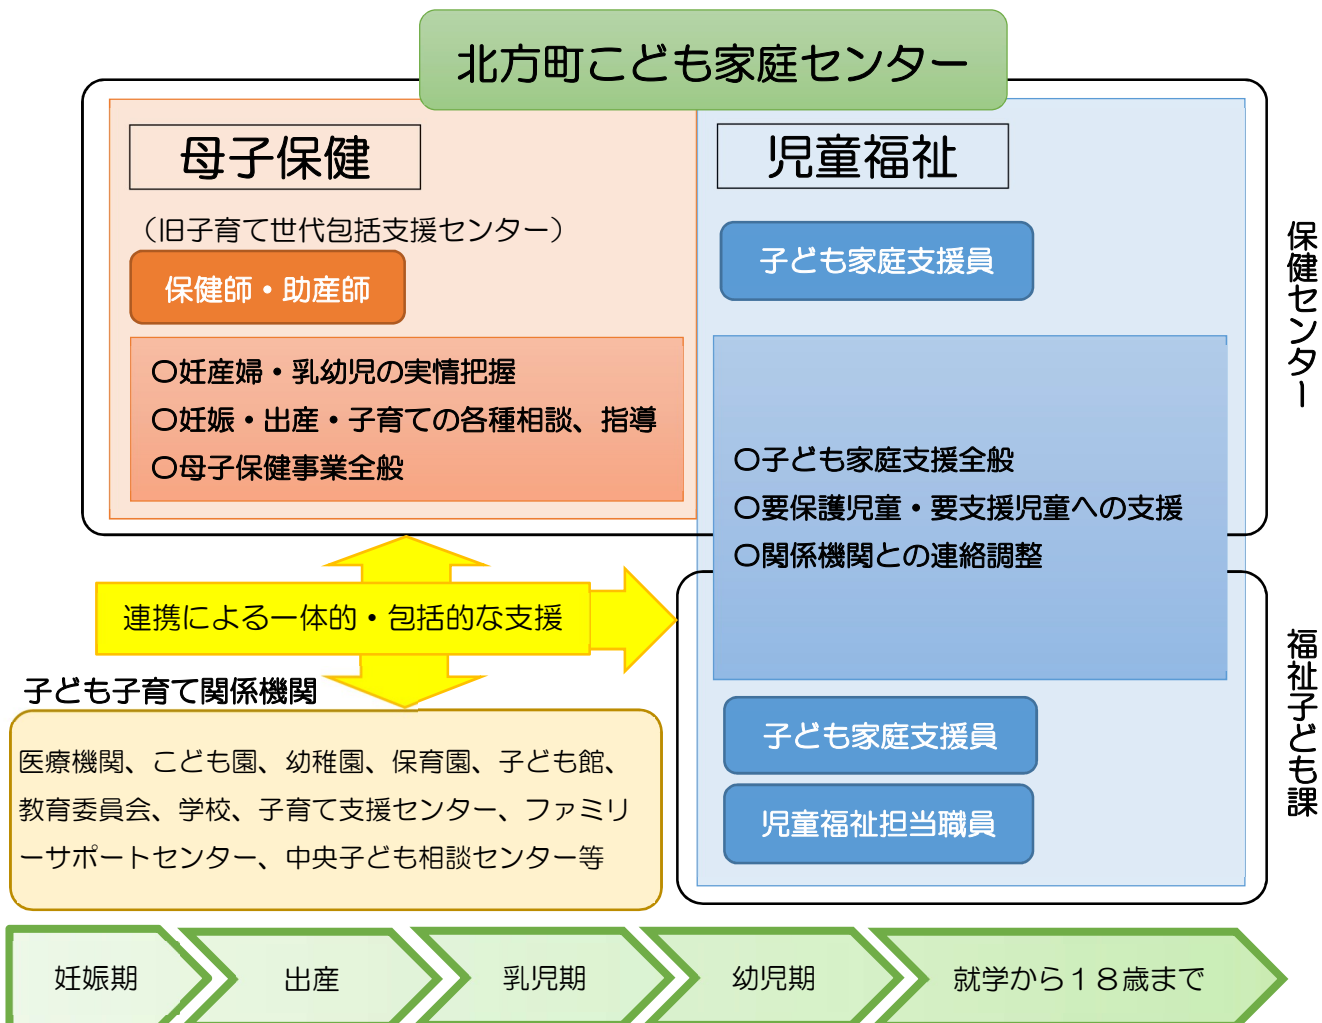 北方町こども家庭センター
母子保健
(旧子育て世代包括支援センター)
保健師・助産師
〇妊産婦・乳幼児の実情把握
〇妊娠・出産・子育ての各種相談、指導
〇母子保健事業全般
児童福祉
子ども家庭支援員
〇子ども家庭支援全般
〇要保護児童・要支援児童への支援
〇関係機関との連絡調整
子ども家庭支援員
児童福祉担当職員
保健センター
福祉子ども課
連携による一体的・包括的な支援
子ども子育て関係機関
医療機関、こども園、幼稚園、保育園、子ども館、
教育委員会、学校、子育て支援センター、ファミリ
ーサポートセンター、中央子ども相談センター等
妊娠期
出産
乳児期
幼児期
就学から18歳まで